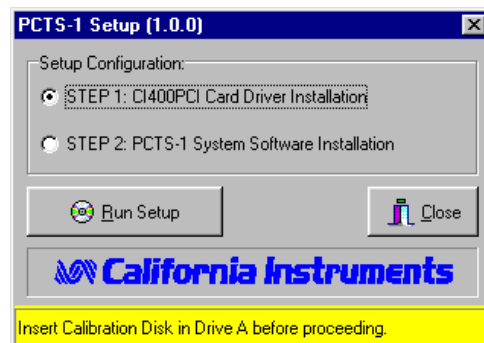 PCTS-1 Setup (1.0.0)
Setup Configuration:
STEP 1: CI400PCI Card Driver Installation
STEP 2: PCTS-1 System Software Installation
Run Setup
Close
California Instruments
Insert Calibration Disk in Drive A before proceeding.